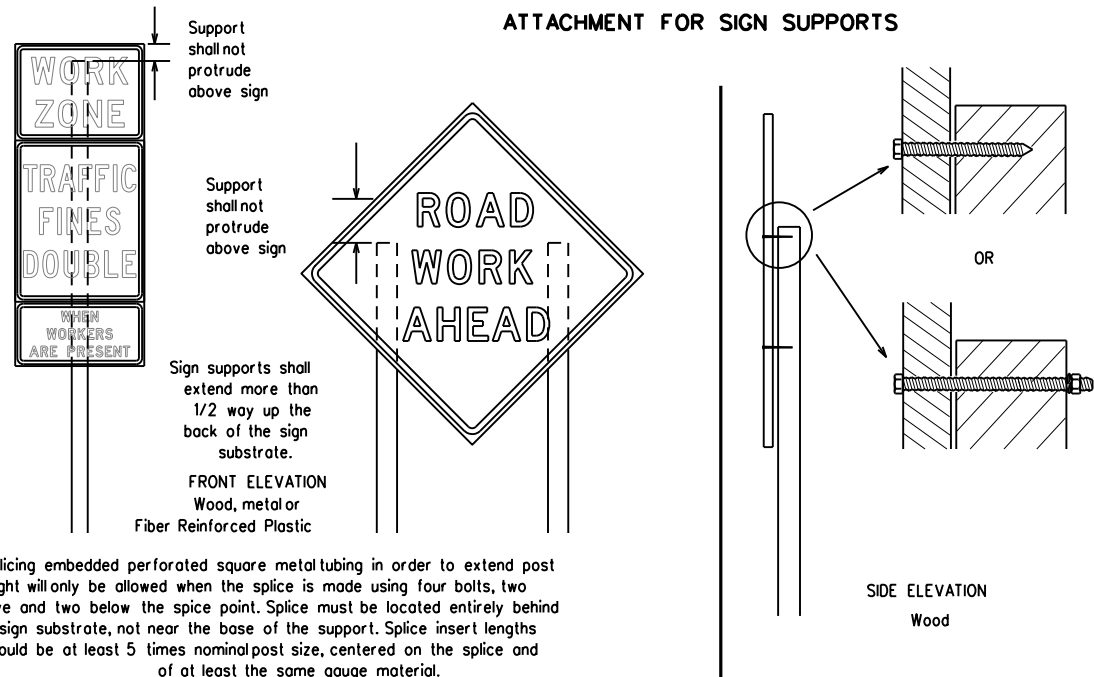 ATTACHMENT FOR SIGN SUPPORTS
Support
shall not
protrude
above sign
WORK
ZONE
TRAFFIC
FINES
DOUBLE
WHEN
WORKERS
ARE PRESENT
Support
shall not
protrude
above sign
ROAD
WORK
AHEAD
Sign supports shall
extend more than
1/2 way up the
back of the sign
substrate.
FRONT ELEVATION
Wood, metal or
Fiber Reinforced Plastic
embedded perforated square metal tubing in order to extend post
will only be allowed when the splice is made using four bolts, two
and two below the spice point. Splice must be located entirely behind
sign substrate, not near the base of the support. Splice insert lengths
be at least 5 times nominal post size, centered on the splice and
of at least the same gauge material.
OR
SIDE ELEVATION
Wood